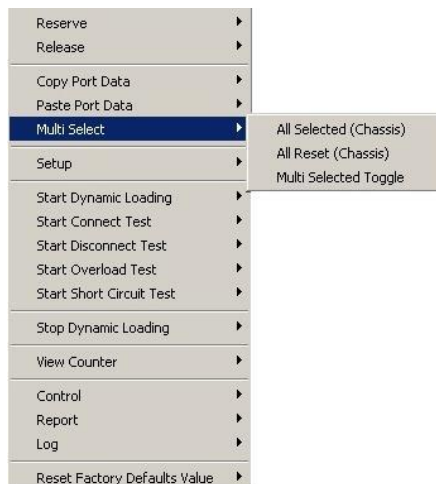 Reserve
Release
Copy Port Data
Paste Port Data
Multi Select
All Selected (Chassis)
All Reset (Chassis)
Multi Selected Toggle
Setup
Start Dynamic Loading
Start Connect Test
Start Disconnect Test
Start Overload Test
Start Short Circuit Test
Stop Dynamic Loading
View Counter
Control
Report
Log
Reset Factory Defaults Value